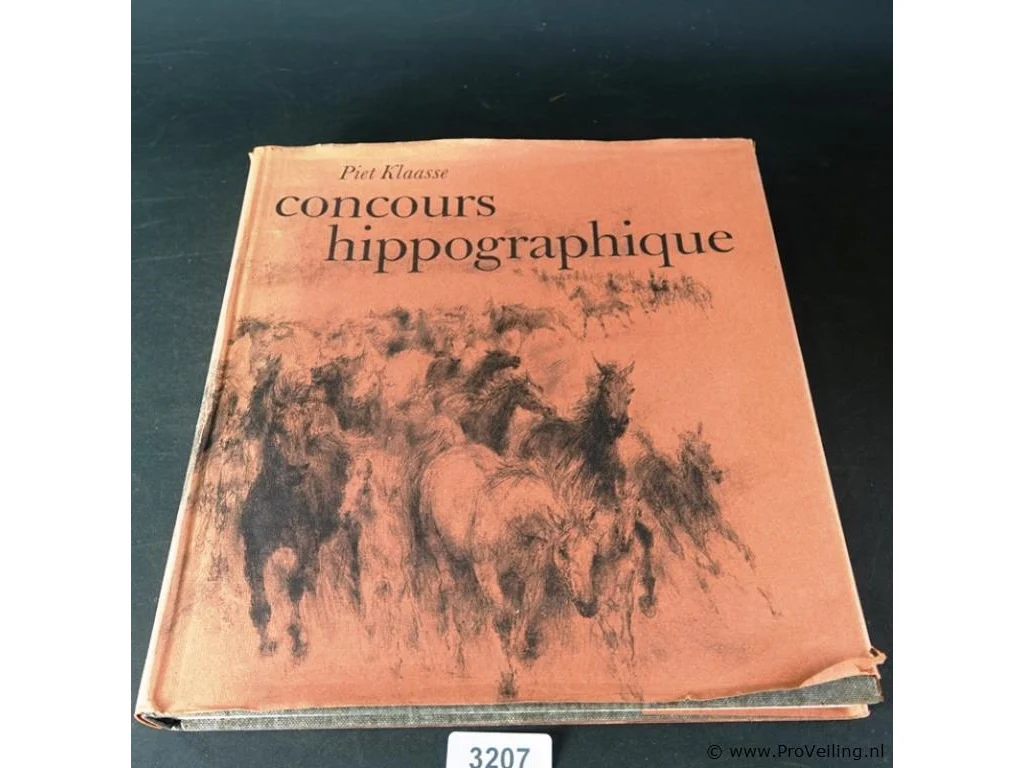 Piet Klaasse
concours
hippographique
3207
© www.ProVeiling.nl